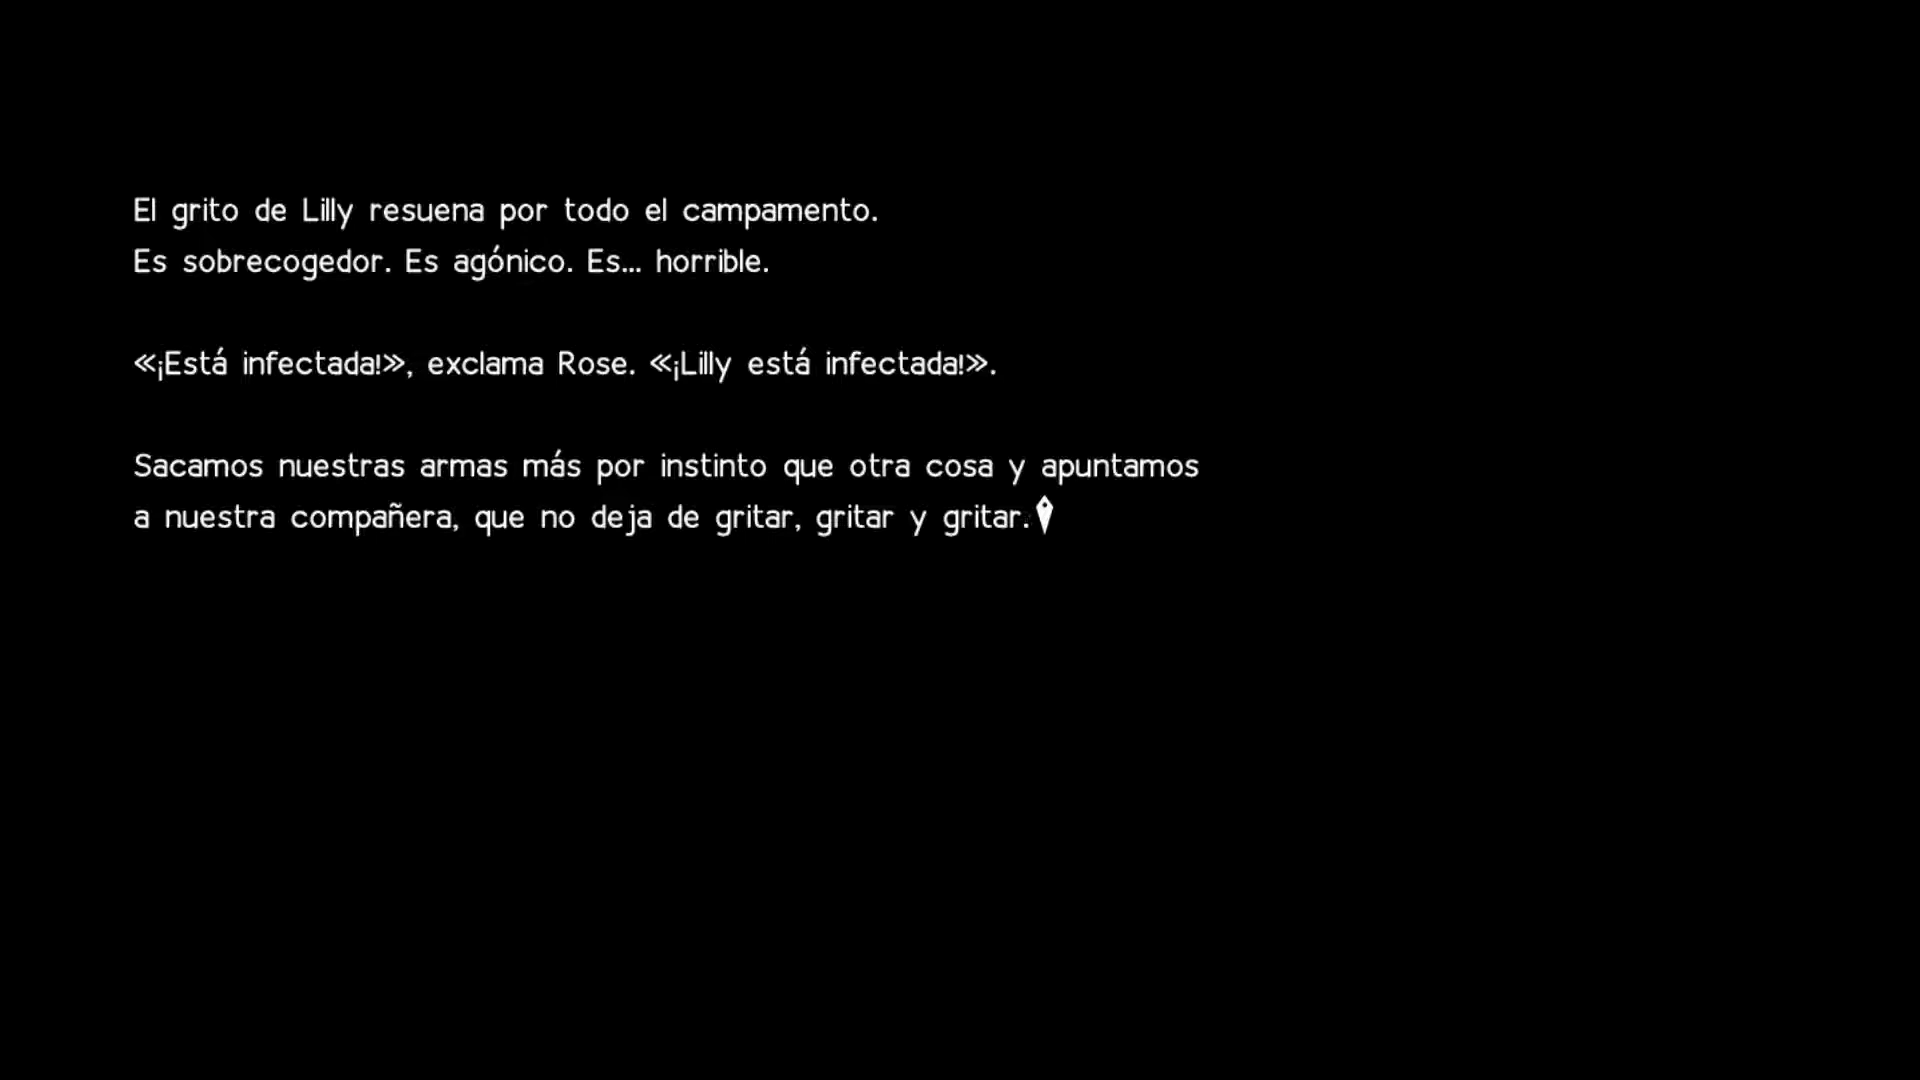 El grito de Lilly resuena por todo el campamento.
Es sobrecogedor. Es agónico. Es... horrible.
«¡Está infectada!», exclama Rose. «¡Lilly está infectada!».
Sacamos nuestras armas más por instinto que otra cosa y apuntamos
a nuestra compañera, que no deja de gritar, gritar y gritar.